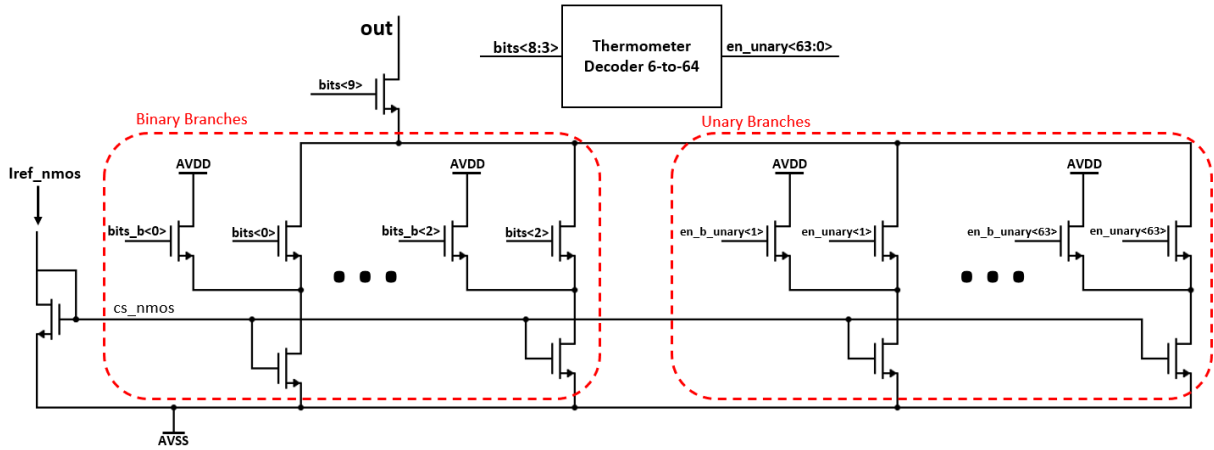 out
bits<9>
bits<8:3>
Thermometer
Decoder 6-to-64
en_unary<63:0>
Binary Branches
Unary Branches
Iref_nmos
AVDD
AVDD
AVDD
AVDD
bits_b<0>
bits<0>
bits_b<2>
bits<2>
en_b_unary<1>
en_unary<1>
en_b_unary<63>
en_unary<63>
cs_nmos
AVSS